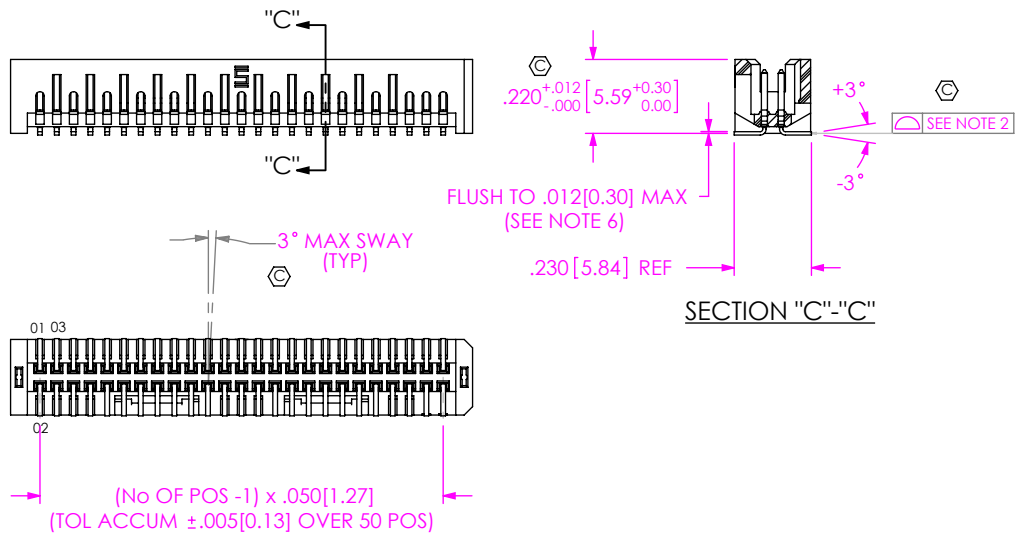 "C"
"C"
C
.220 +.012 -.000 [5.59 +0.30 0.00]
+3°
-3°
C
SEE NOTE 2
FLUSH TO .012[0.30] MAX
(SEE NOTE 6)
.230 [5.84] REF
SECTION "C"-"C"
3° MAX SWAY
(TYP)
C
01 03
02
(No OF POS -1) x .050[1.27]
(TOL ACCUM ±.005[0.13] OVER 50 POS)